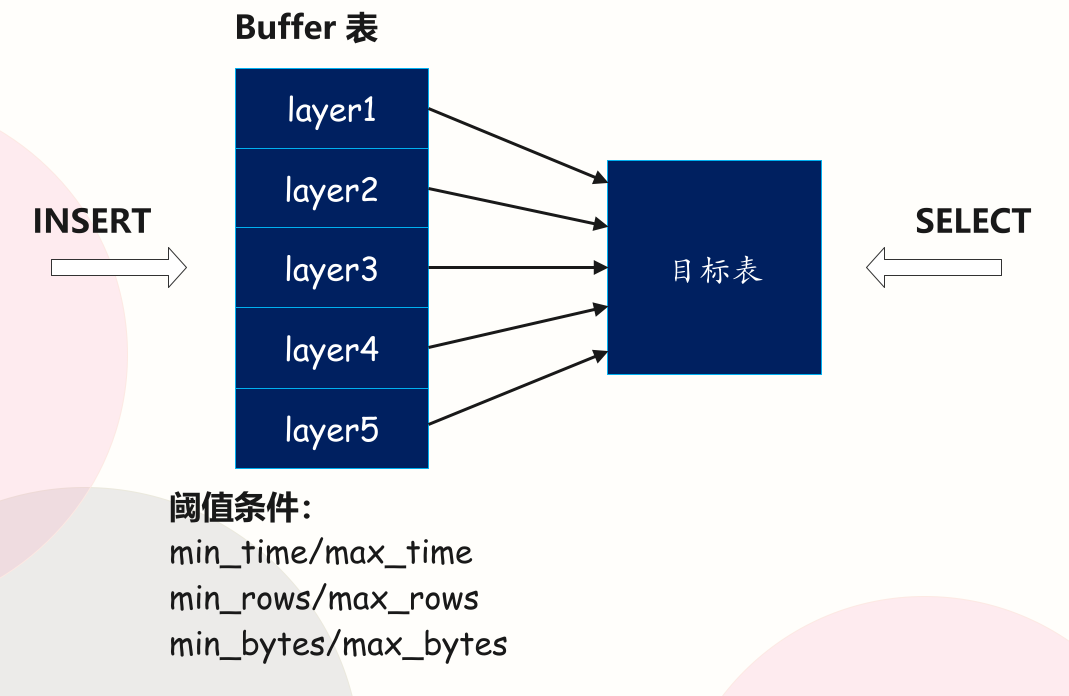 Buffer 表
layer1
layer2
INSERT
layer3
layer4
layer5
目标表
SELECT
阈值条件：
min_time/max_time
min_rows/max_rows
min_bytes/max_bytes